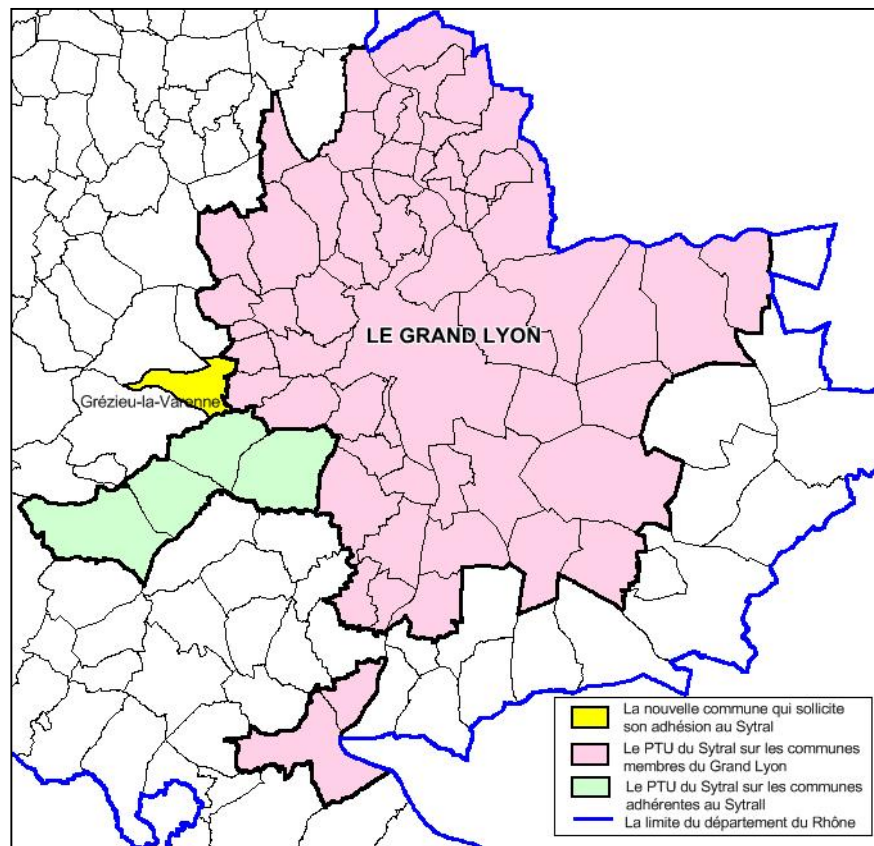 LE GRAND LYON
Grézieu-la-Varenne
La nouvelle commune qui sollicite
son adhésion au Sytral
Le PTU du Sytral sur les communes
membres du Grand Lyon
Le PTU du Sytral sur les communes
adhérentes au Sytrall
La limite du département du Rhône